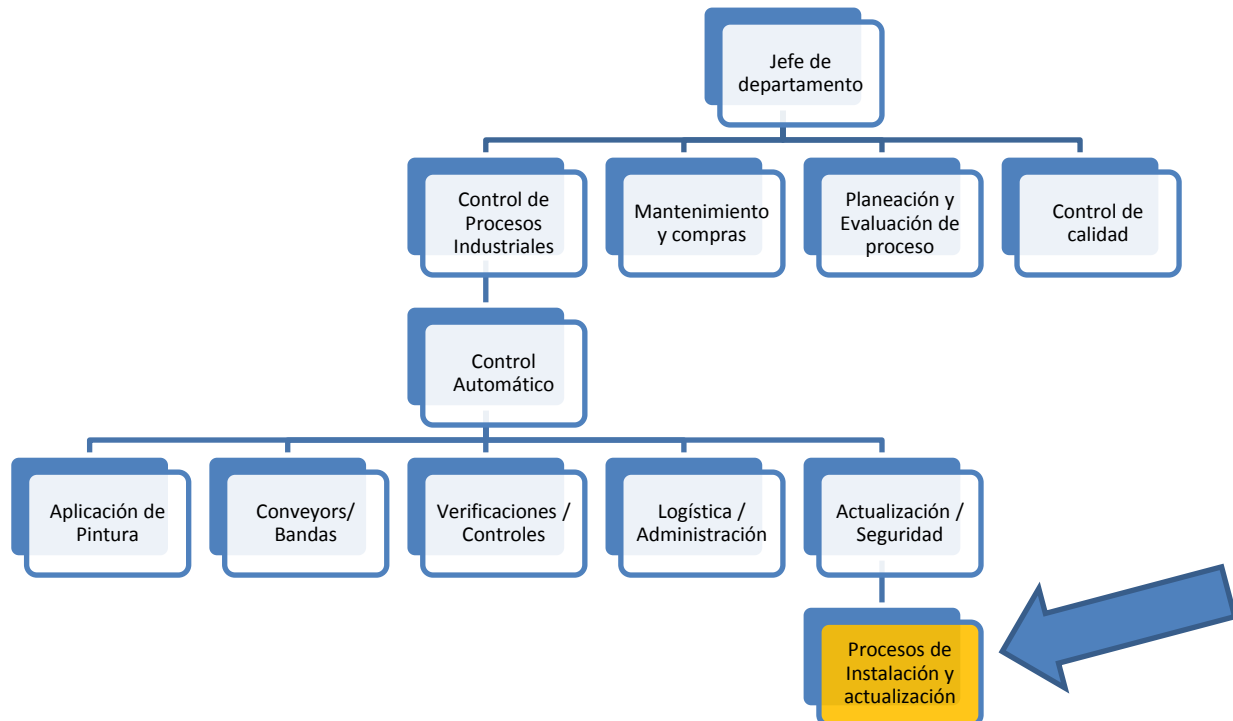 Jefe de
departamento
Control de
Procesos
Industriales
Mantenimiento
y compras
Planeación y
Evaluación de
proceso
Control de
calidad
Control
Automático
Aplicación de
Pintura
Conveyors/
Bandas
Verificaciones /
Controles
Logística /
Administración
Actualización /
Seguridad
Procesos de
Instalación y
actualización